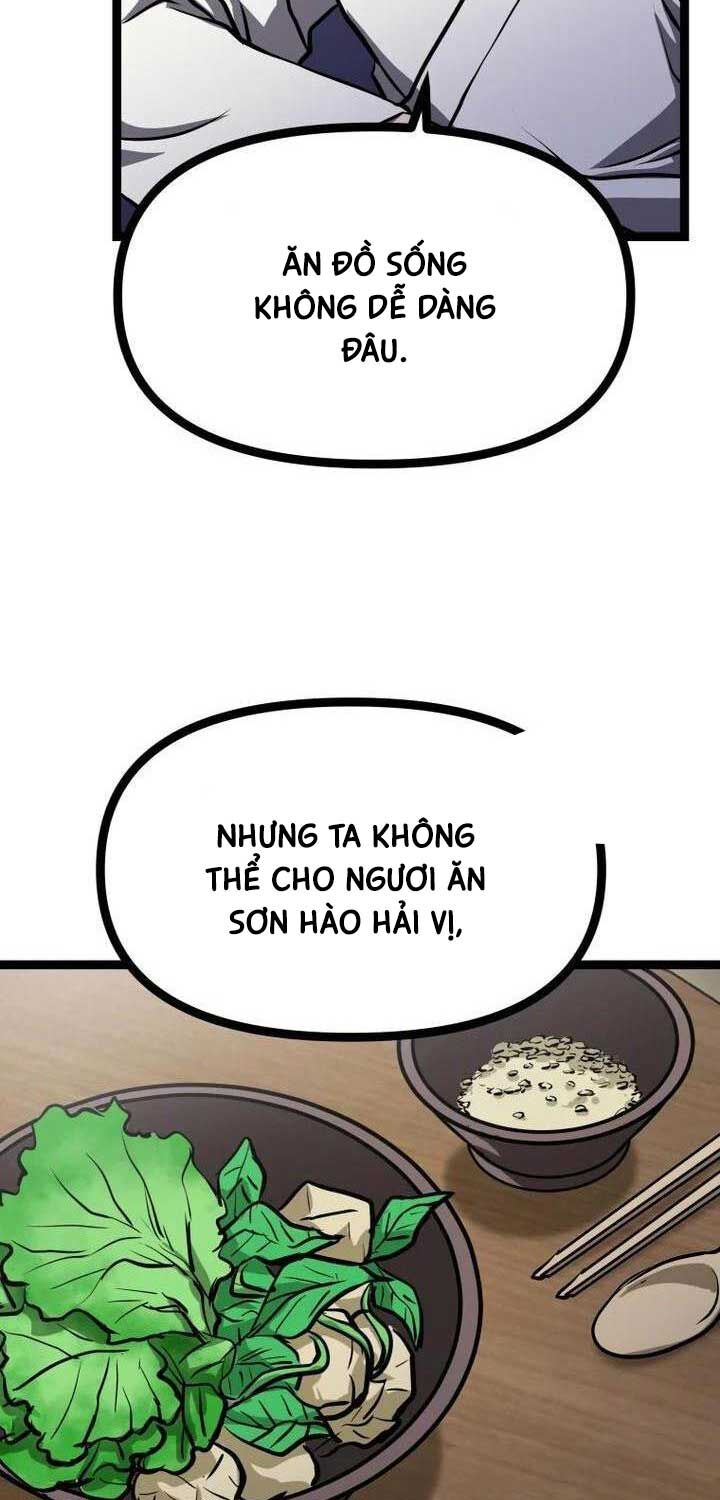 ĂN ĐỒ SỐNG
KHÔNG DỄ DÀNG
ĐÂU.
NHƯNG TA KHÔNG
THỂ CHO NGƯƠI ĂN
SƠN HÀO HẢI VỊ,